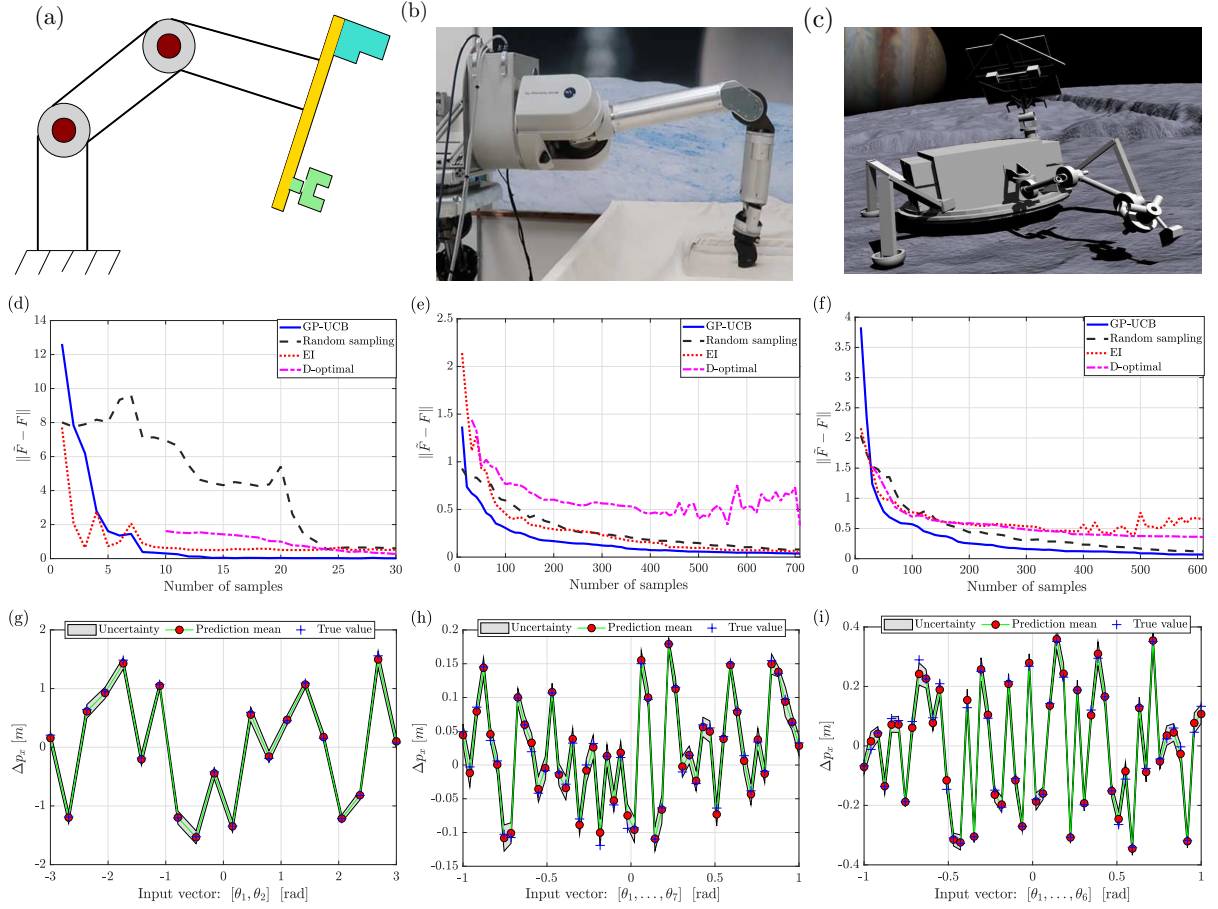 (a)
(b)
(c)
(d)
14
12
10
8
6
4
2
0
0 5 10 15 20 25 30
‖F̃ − F‖
Number of samples
GP-UCB
Random sampling
EI
D-optimal
(e)
2.5
2
1.5
1
0.5
0
100 200 300 400 500 600 700
‖F̃ − F‖
Number of samples
GP-UCB
Random sampling
EI
D-optimal
(f)
4
3.5
3
2.5
2
1.5
1
0.5
0
100 200 300 400 500 600
‖F̃ − F‖
Number of samples
GP-UCB
Random sampling
EI
D-optimal
(g)
Uncertainty Prediction mean True value
2
1
0
-1
-2
-3 -2 -1 0 1 2 3
Δpₓ [m]
Input vector: [θ₁, θ₂] [rad]
(h)
Uncertainty Prediction mean True value
0.2
0.15
0.1
0.05
0
-0.05
-0.1
-0.15
-1 -0.5 0 0.5 1
Δpₓ [m]
Input vector: [θ₁, . . . , θ₇] [rad]
(i)
Uncertainty Prediction mean True value
0.4
0.2
0
-0.2
-0.4
-1 -0.5 0 0.5 1
Δpₓ [m]
Input vector: [θ₁, . . . , θ₆] [rad]